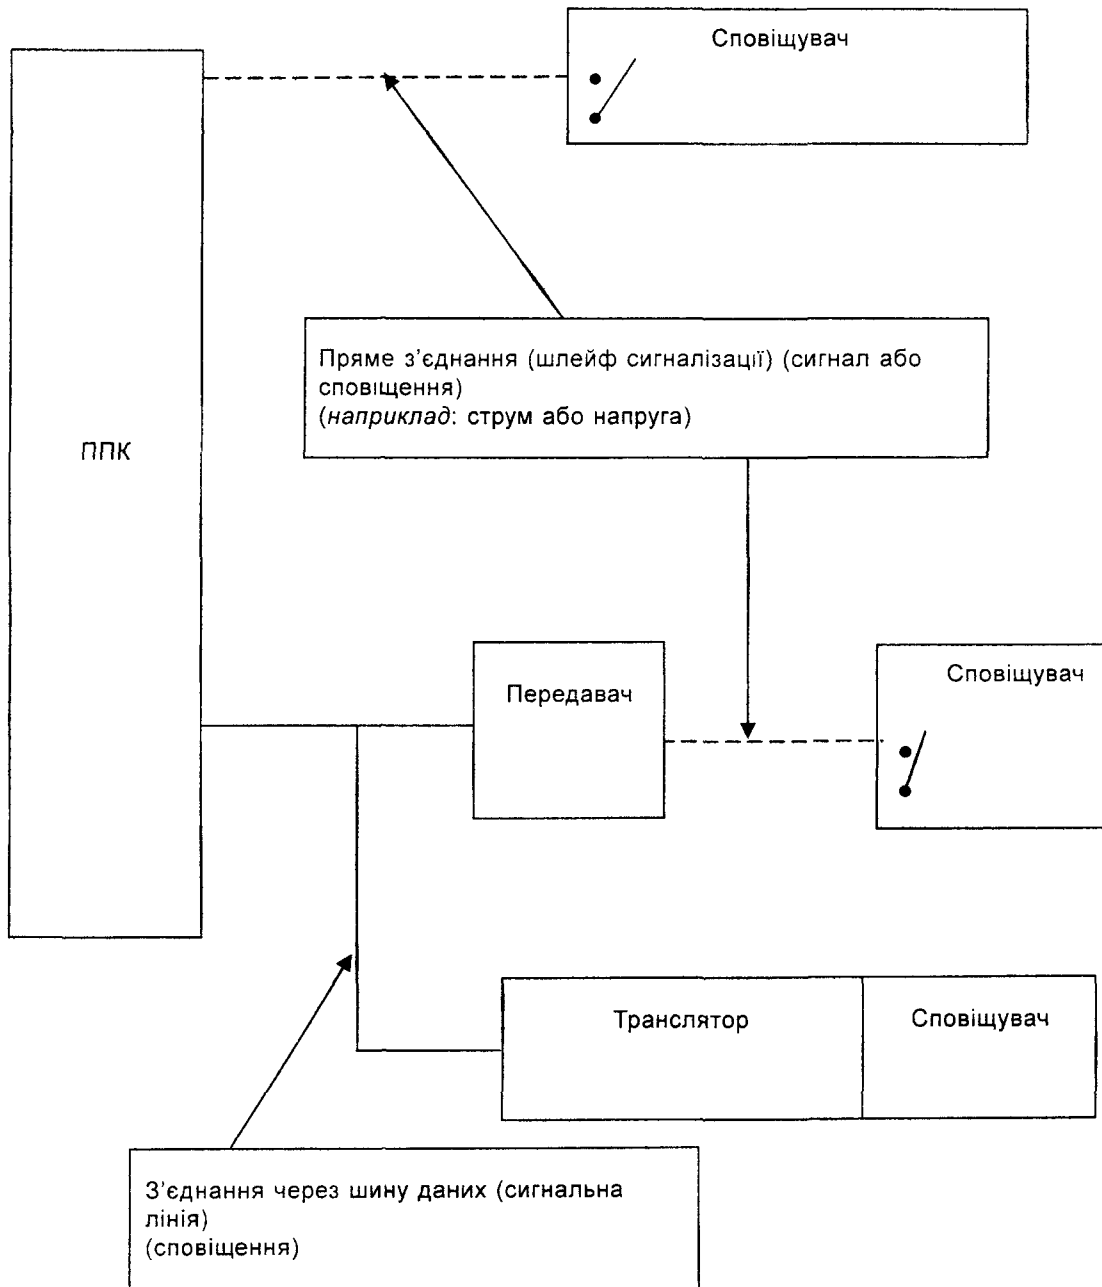 Сповіщувач
Пряме з’єднання (шлейф сигналізації) (сигнал або
сповіщення)
(наприклад: струм або напруга)
ППК
Передавач
Сповіщувач
Транслятор
Сповіщувач
З’єднання через шину даних (сигнальна
лінія)
(сповіщення)